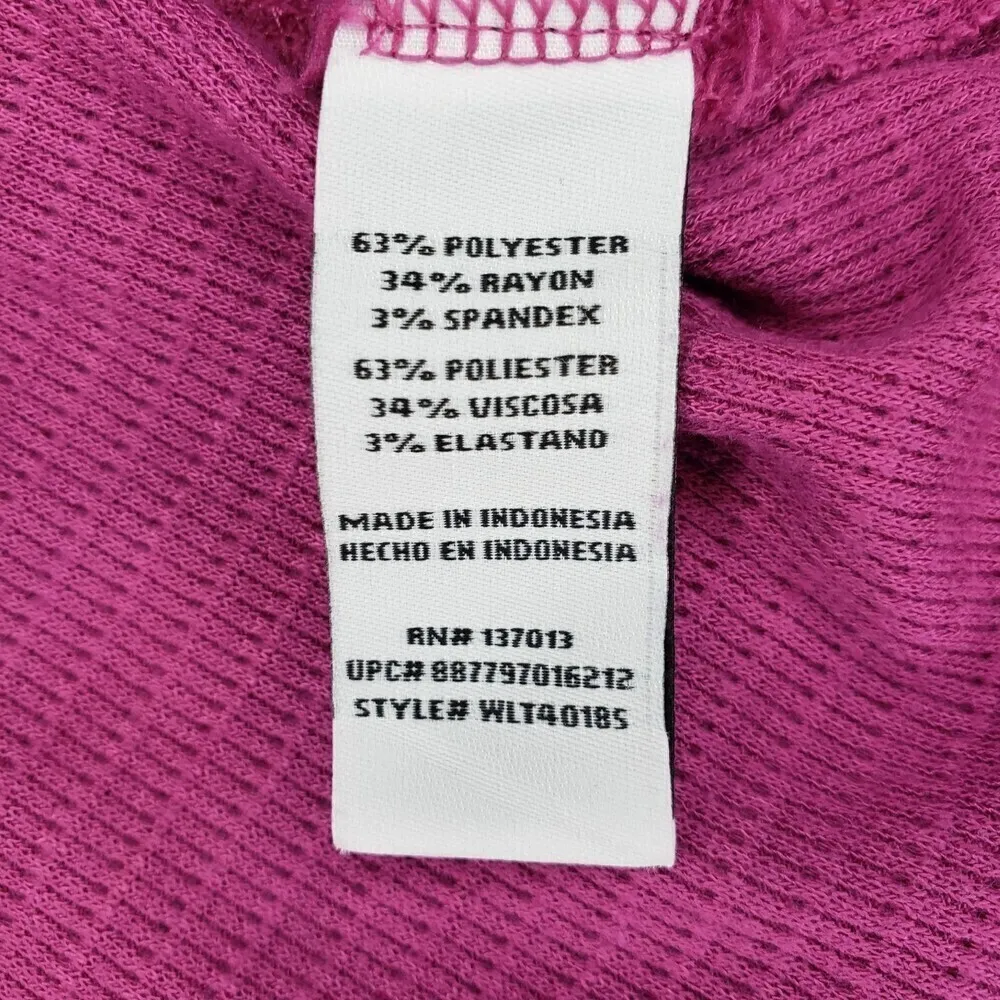 63% POLYESTER
34% RAYON
3% SPANDEX
63% POLIESTER
34% VISCOSA
3% ELASTANO
MADE IN INDONESIA
HECHO EN INDONESIA
RN# 137013
UPC# 887797016212
STYLE# WLT4018S